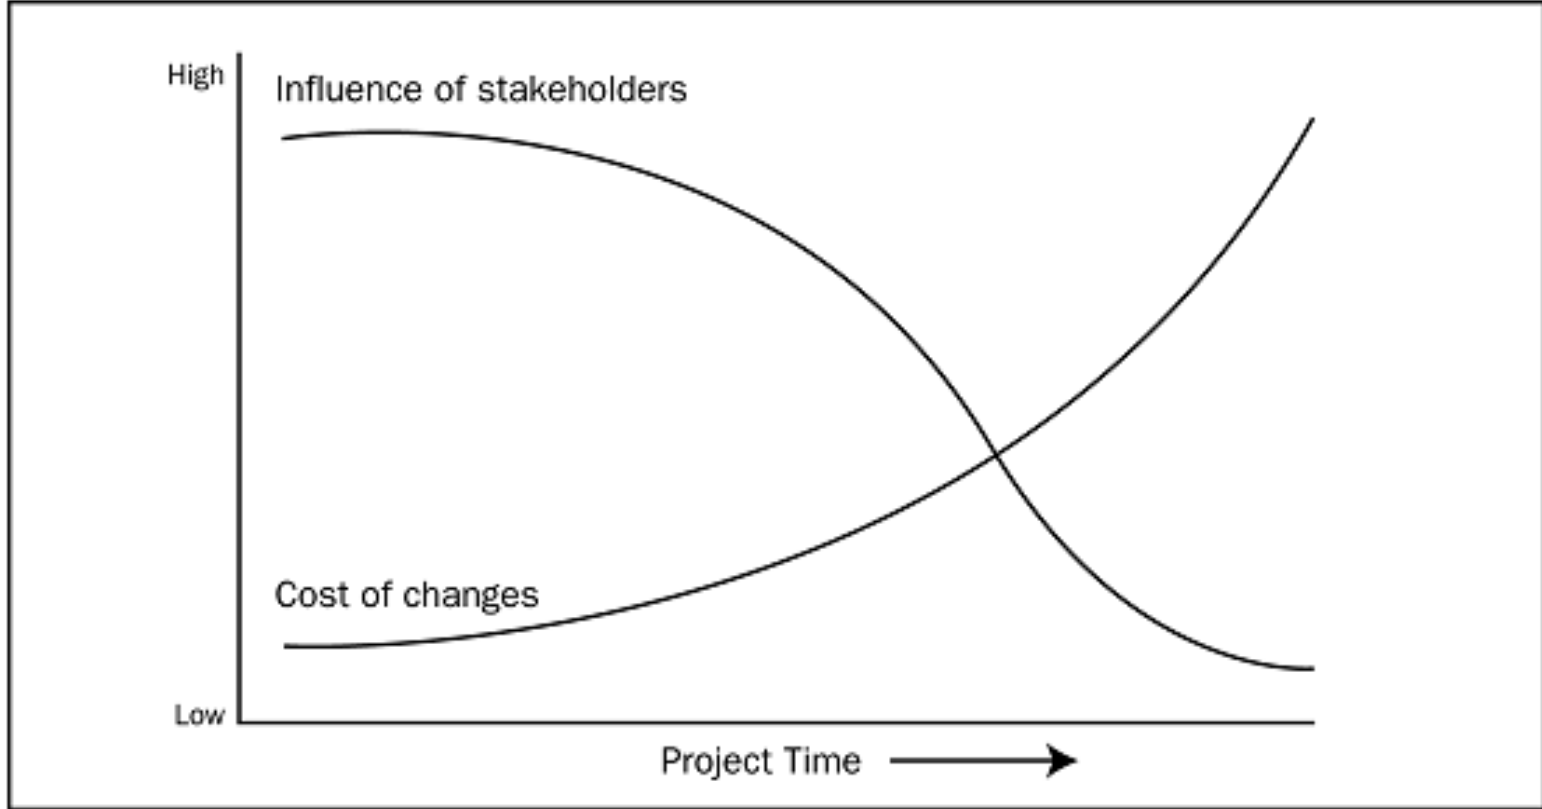 High
Influence of stakeholders
Cost of changes
Low
Project Time